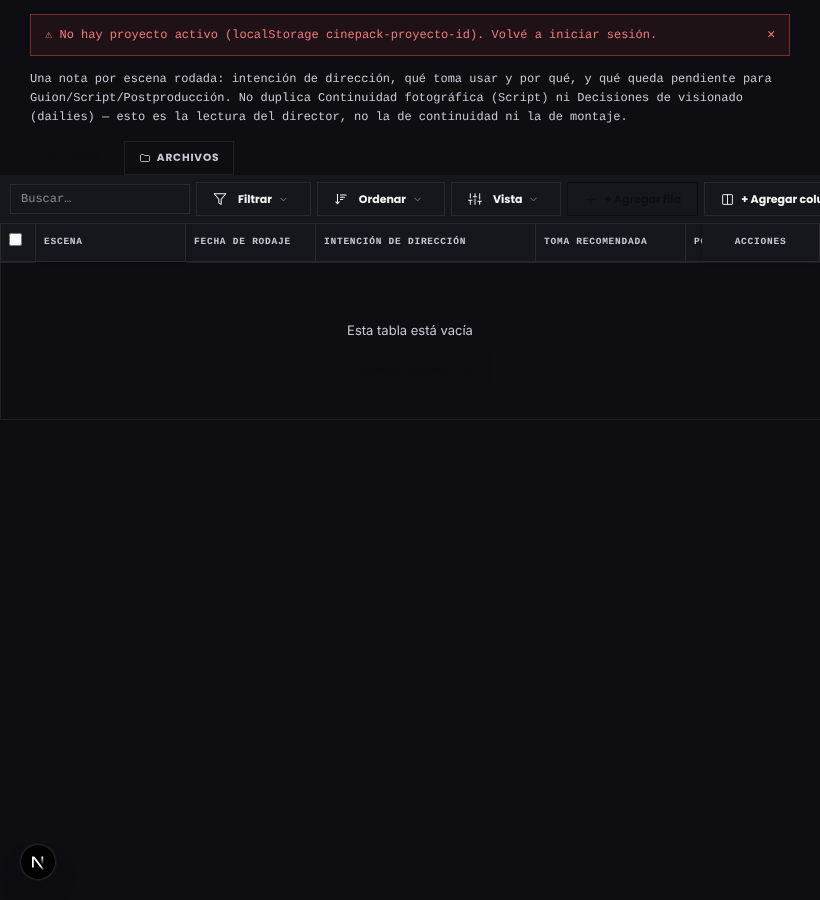 ⚠ No hay proyecto activo (localStorage cinepack-proyecto-id). Volvé a iniciar sesión. ×
Una nota por escena rodada: intención de dirección, qué toma usar y por qué, y qué queda pendiente para
Guion/Script/Postproducción. No duplica Continuidad fotográfica (Script) ni Decisiones de visionado
(dailies) — esto es la lectura del director, no la de continuidad ni la de montaje.
ARCHIVOS
Buscar… Filtrar Ordenar Vista + Agregar fila + Agregar colu
ESCENA FECHA DE RODAJE INTENCIÓN DE DIRECCIÓN TOMA RECOMENDADA ACCIONES
Esta tabla está vacía
N